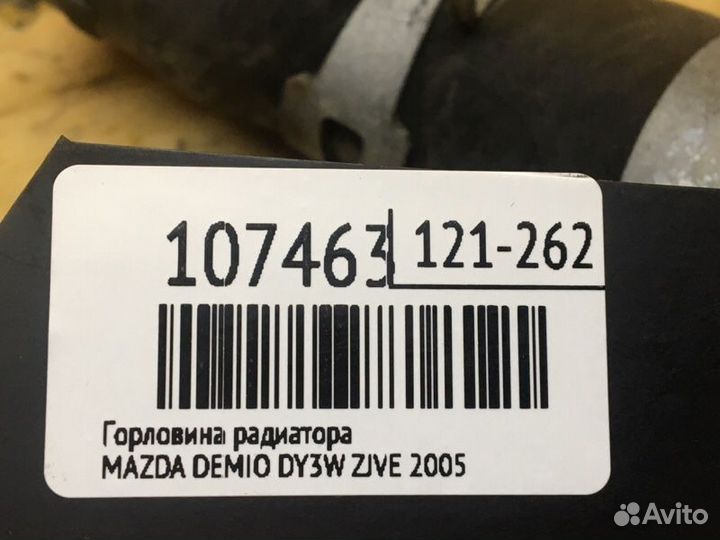 107463 121-262
Горловина радиатора
MAZDA DEMIO DY3W ZJVE 2005
Avito